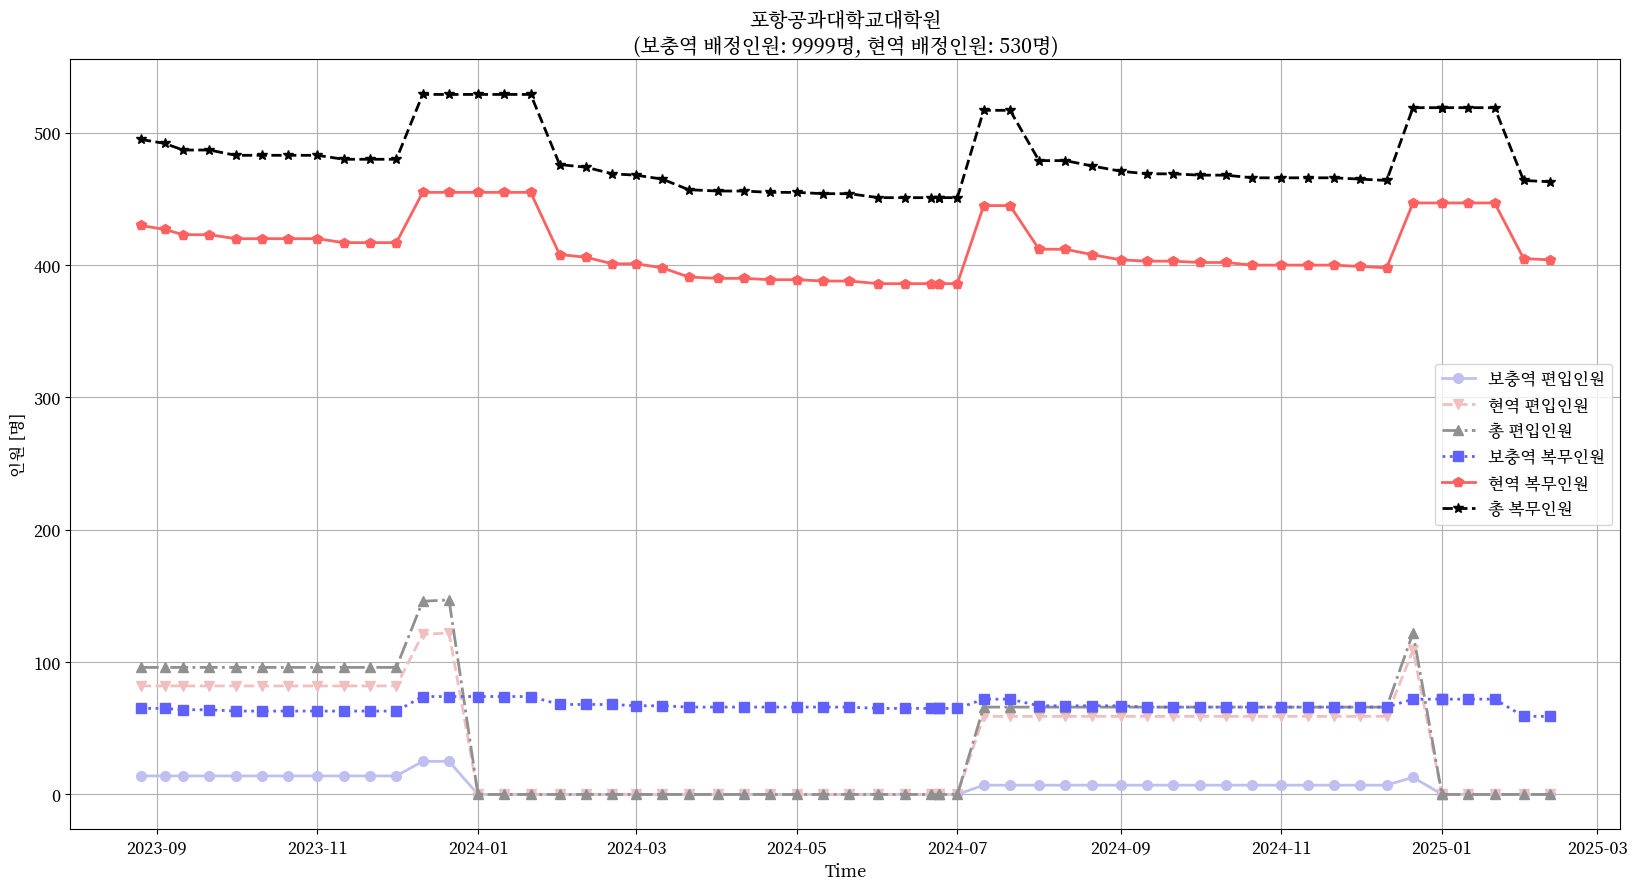 포항공과대학교대학원
(보충역 배정인원: 9999명, 현역 배정인원: 530명)
인원 [명]
500
400
300
200
100
0
보충역 편입인원
현역 편입인원
총 편입인원
보충역 복무인원
현역 복무인원
총 복무인원
2023-09
2023-11
2024-01
2024-03
2024-05
2024-07
2024-09
2024-11
2025-01
2025-03
Time